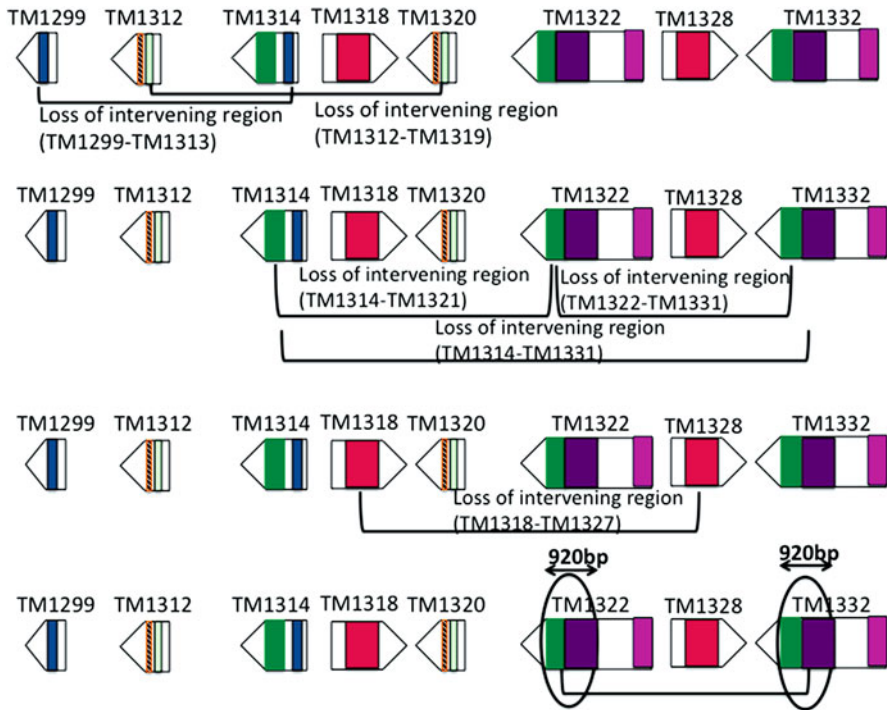 TM1299 TM1312 TM1314 TM1318 TM1320 TM1322 TM1328 TM1332
Loss of intervening region
(TM1299-TM1313)
Loss of intervening region
(TM1312-TM1319)
TM1299 TM1312 TM1314 TM1318 TM1320 TM1322 TM1328 TM1332
Loss of intervening region
(TM1314-TM1321)
Loss of intervening region
(TM1322-TM1331)
Loss of intervening region
(TM1314-TM1331)
TM1299 TM1312 TM1314 TM1318 TM1320 TM1322 TM1328 TM1332
Loss of intervening region
(TM1318-TM1327)
920bp 920bp
TM1299 TM1312 TM1314 TM1318 TM1320 TM1322 TM1328 TM1332